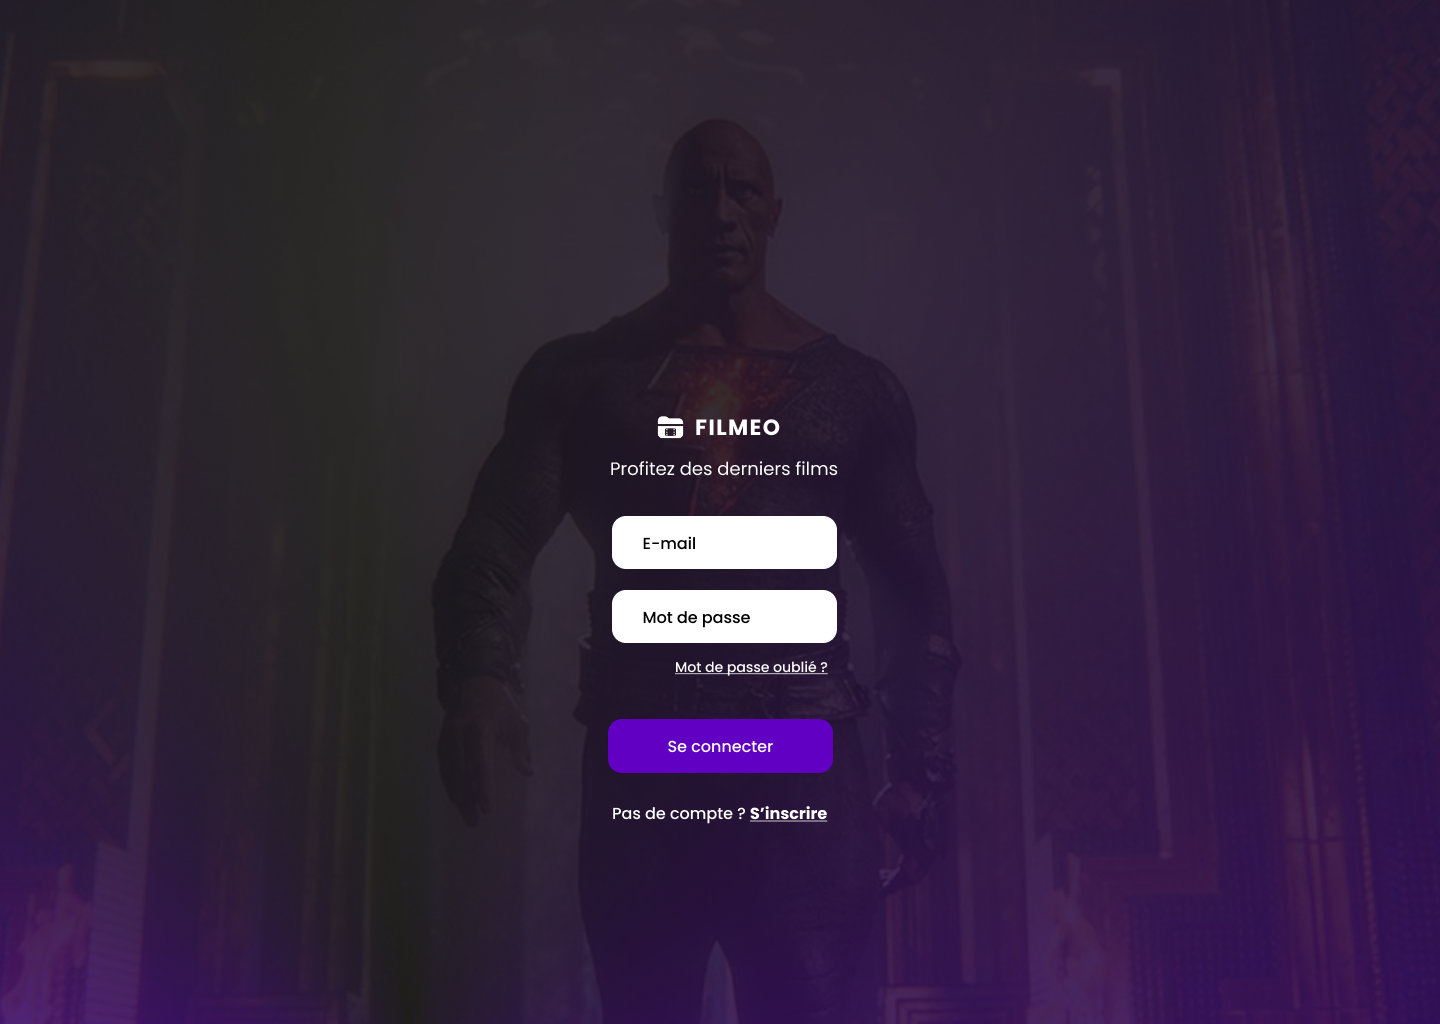 FILMEO
Profitez des derniers films
E-mail
Mot de passe
Mot de passe oublié ?
Se connecter
Pas de compte ? S’inscrire